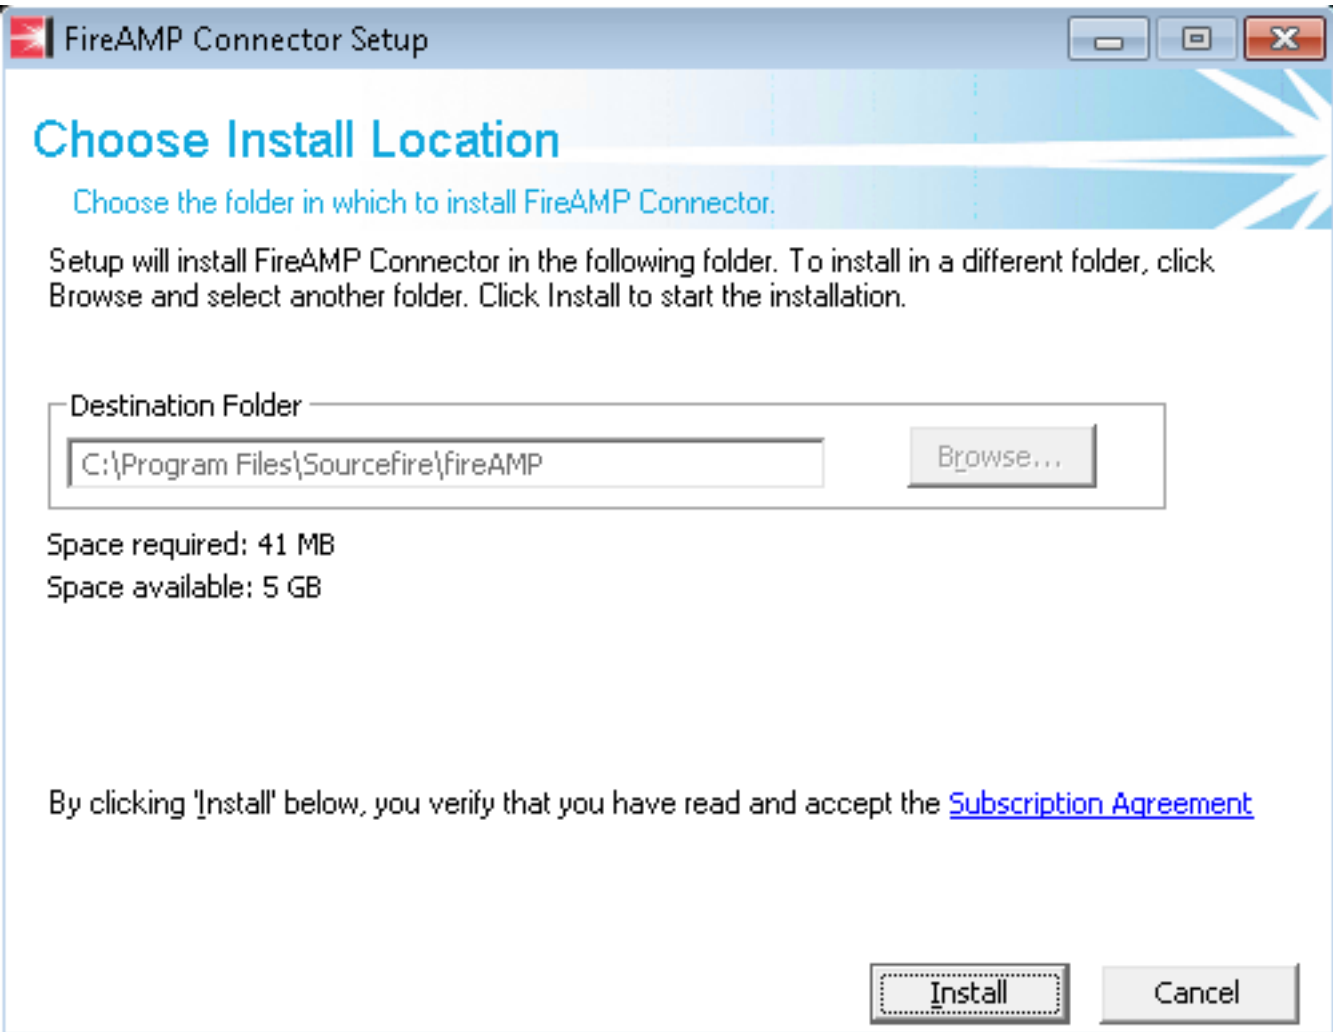 FireAMP Connector Setup
Choose Install Location
Choose the folder in which to install FireAMP Connector.
Setup will install FireAMP Connector in the following folder. To install in a different folder, click
Browse and select another folder. Click Install to start the installation.
Destination Folder
C:\Program Files\Sourcefire\fireAMP
Browse...
Space required: 41 MB
Space available: 5 GB
By clicking 'Install' below, you verify that you have read and accept the Subscription Agreement
Install
Cancel